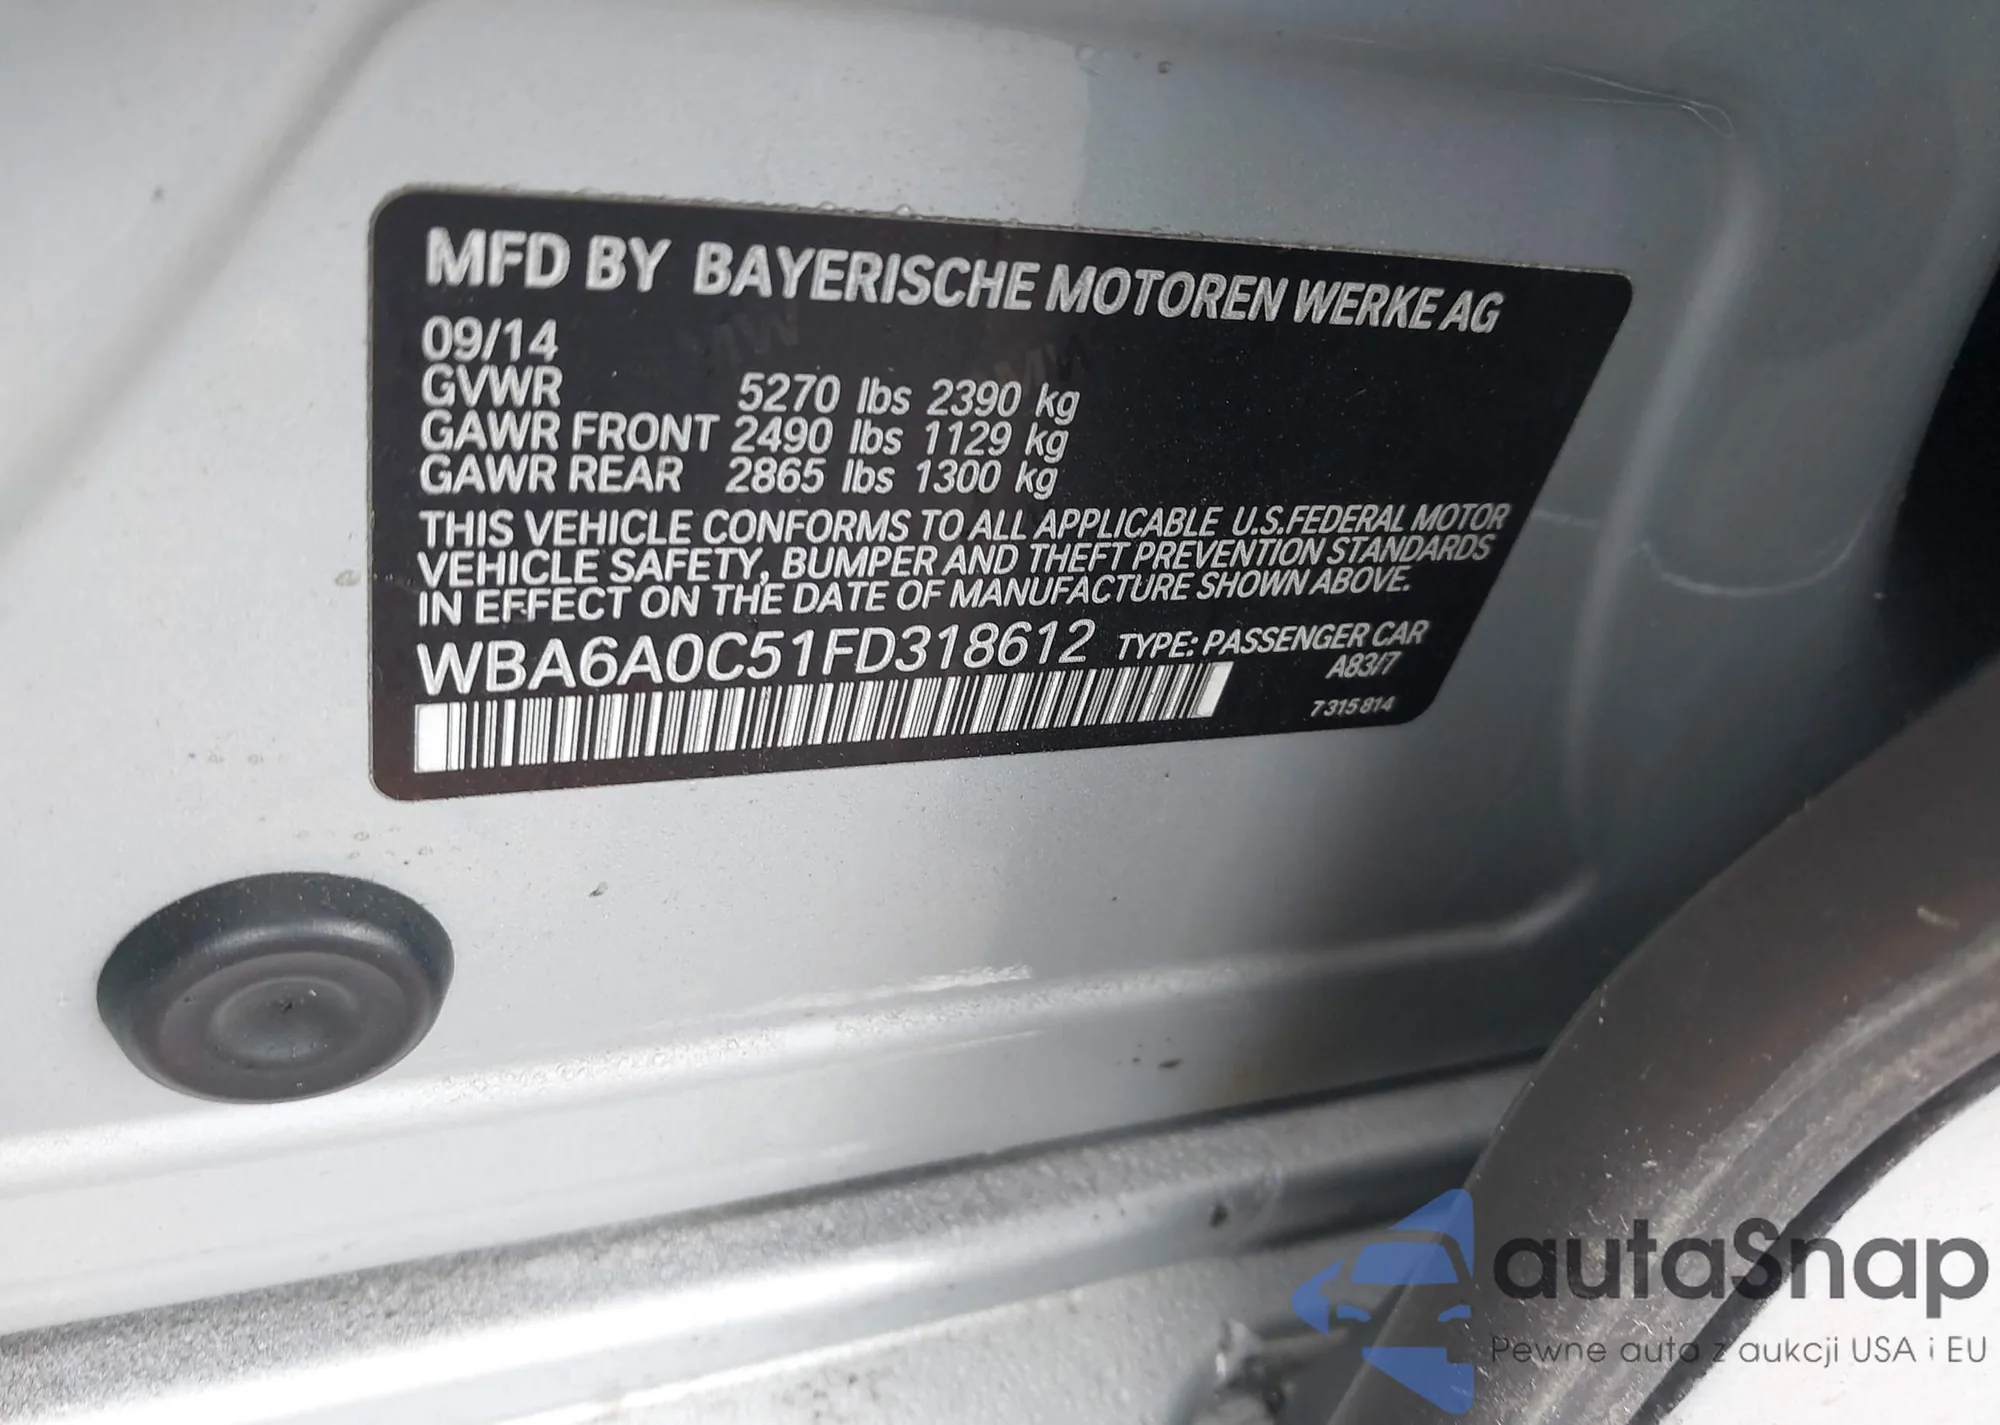 MFD BY BAYERISCHE MOTOREN WERKE AG
09/14
GVWR 5270 lbs 2390 kg
GAWR FRONT 2490 lbs 1129 kg
GAWR REAR 2865 lbs 1300 kg
THIS VEHICLE CONFORMS TO ALL APPLICABLE U.S.FEDERAL MOTOR
VEHICLE SAFETY, BUMPER AND THEFT PREVENTION STANDARDS
IN EFFECT ON THE DATE OF MANUFACTURE SHOWN ABOVE.
WBA6A0C51FD318612 TYPE: PASSENGER CAR
A83/7
7 315 814
autaSnap
Pewne auta z aukcji USA i EU